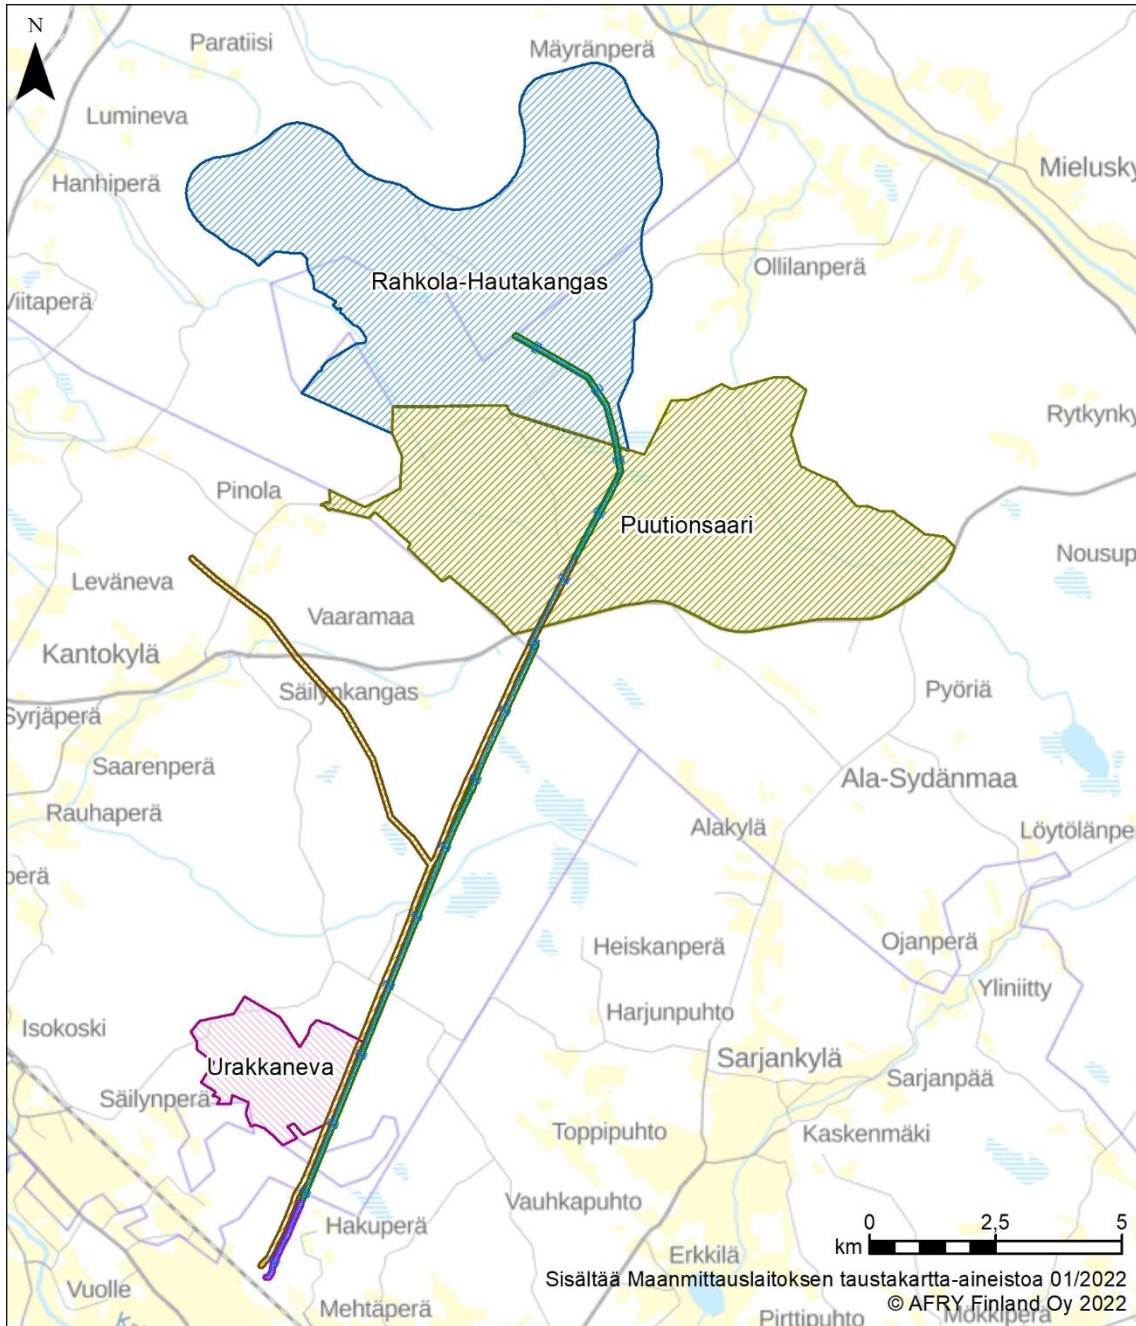 N
Paratiisi
Mäyränperä
Lumineva
Mielusky
Hanhiperä
Ollilanperä
Rahkola-Hautakangas
Viitaperä
Rytkynky
Pinola
Puutionsaari
Nousup
Leväneva
Vaaramaa
Kantokylä
Säilynkangas
Pyöriä
Syrjäperä
Saarenperä
Ala-Sydänmaa
Rauhaperä
Alakylä
Löytölänper
perä
Heiskanperä
Ojanperä
Yliniitty
Harjunpuhto
Isokoski
Sarjankylä
Urakkaneva
Sarjanpää
Säilynperä
Toppipuhto
Kaskenmäki
Vauhkapuhto
Hakuperä
0 2,5 5
km
Erkkilä
Sisältää Maanmittauslaitoksen taustakartta-aineistoa 01/2022
Vuolle
© AFRY Finland Oy 2022
Mehtäperä
Pirttipuhto
Mökkiperä